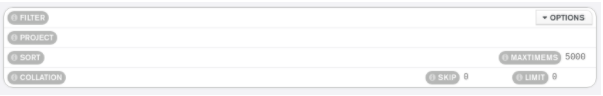 FILTER OPTIONS
PROJECT
SORT MAXTIMEMS 5000
COLLATION SKIP 0 LIMIT 0